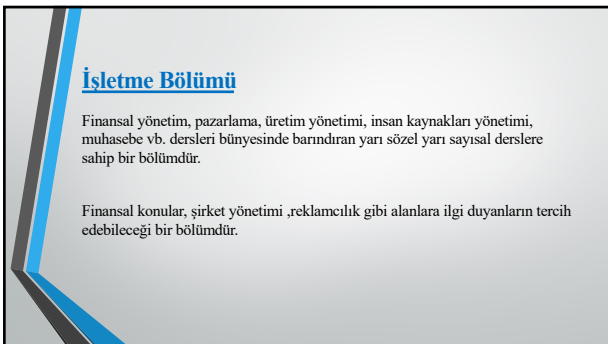 İşletme Bölümü
Finansal yönetim, pazarlama, üretim yönetimi, insan kaynakları yönetimi,
muhasebe vb. dersleri bünyesinde barındıran yarı sözel yarı sayısal derslere
sahip bir bölümdür.
Finansal konular, şirket yönetimi ,reklamcılık gibi alanlara ilgi duyanların tercih
edebileceği bir bölümdür.